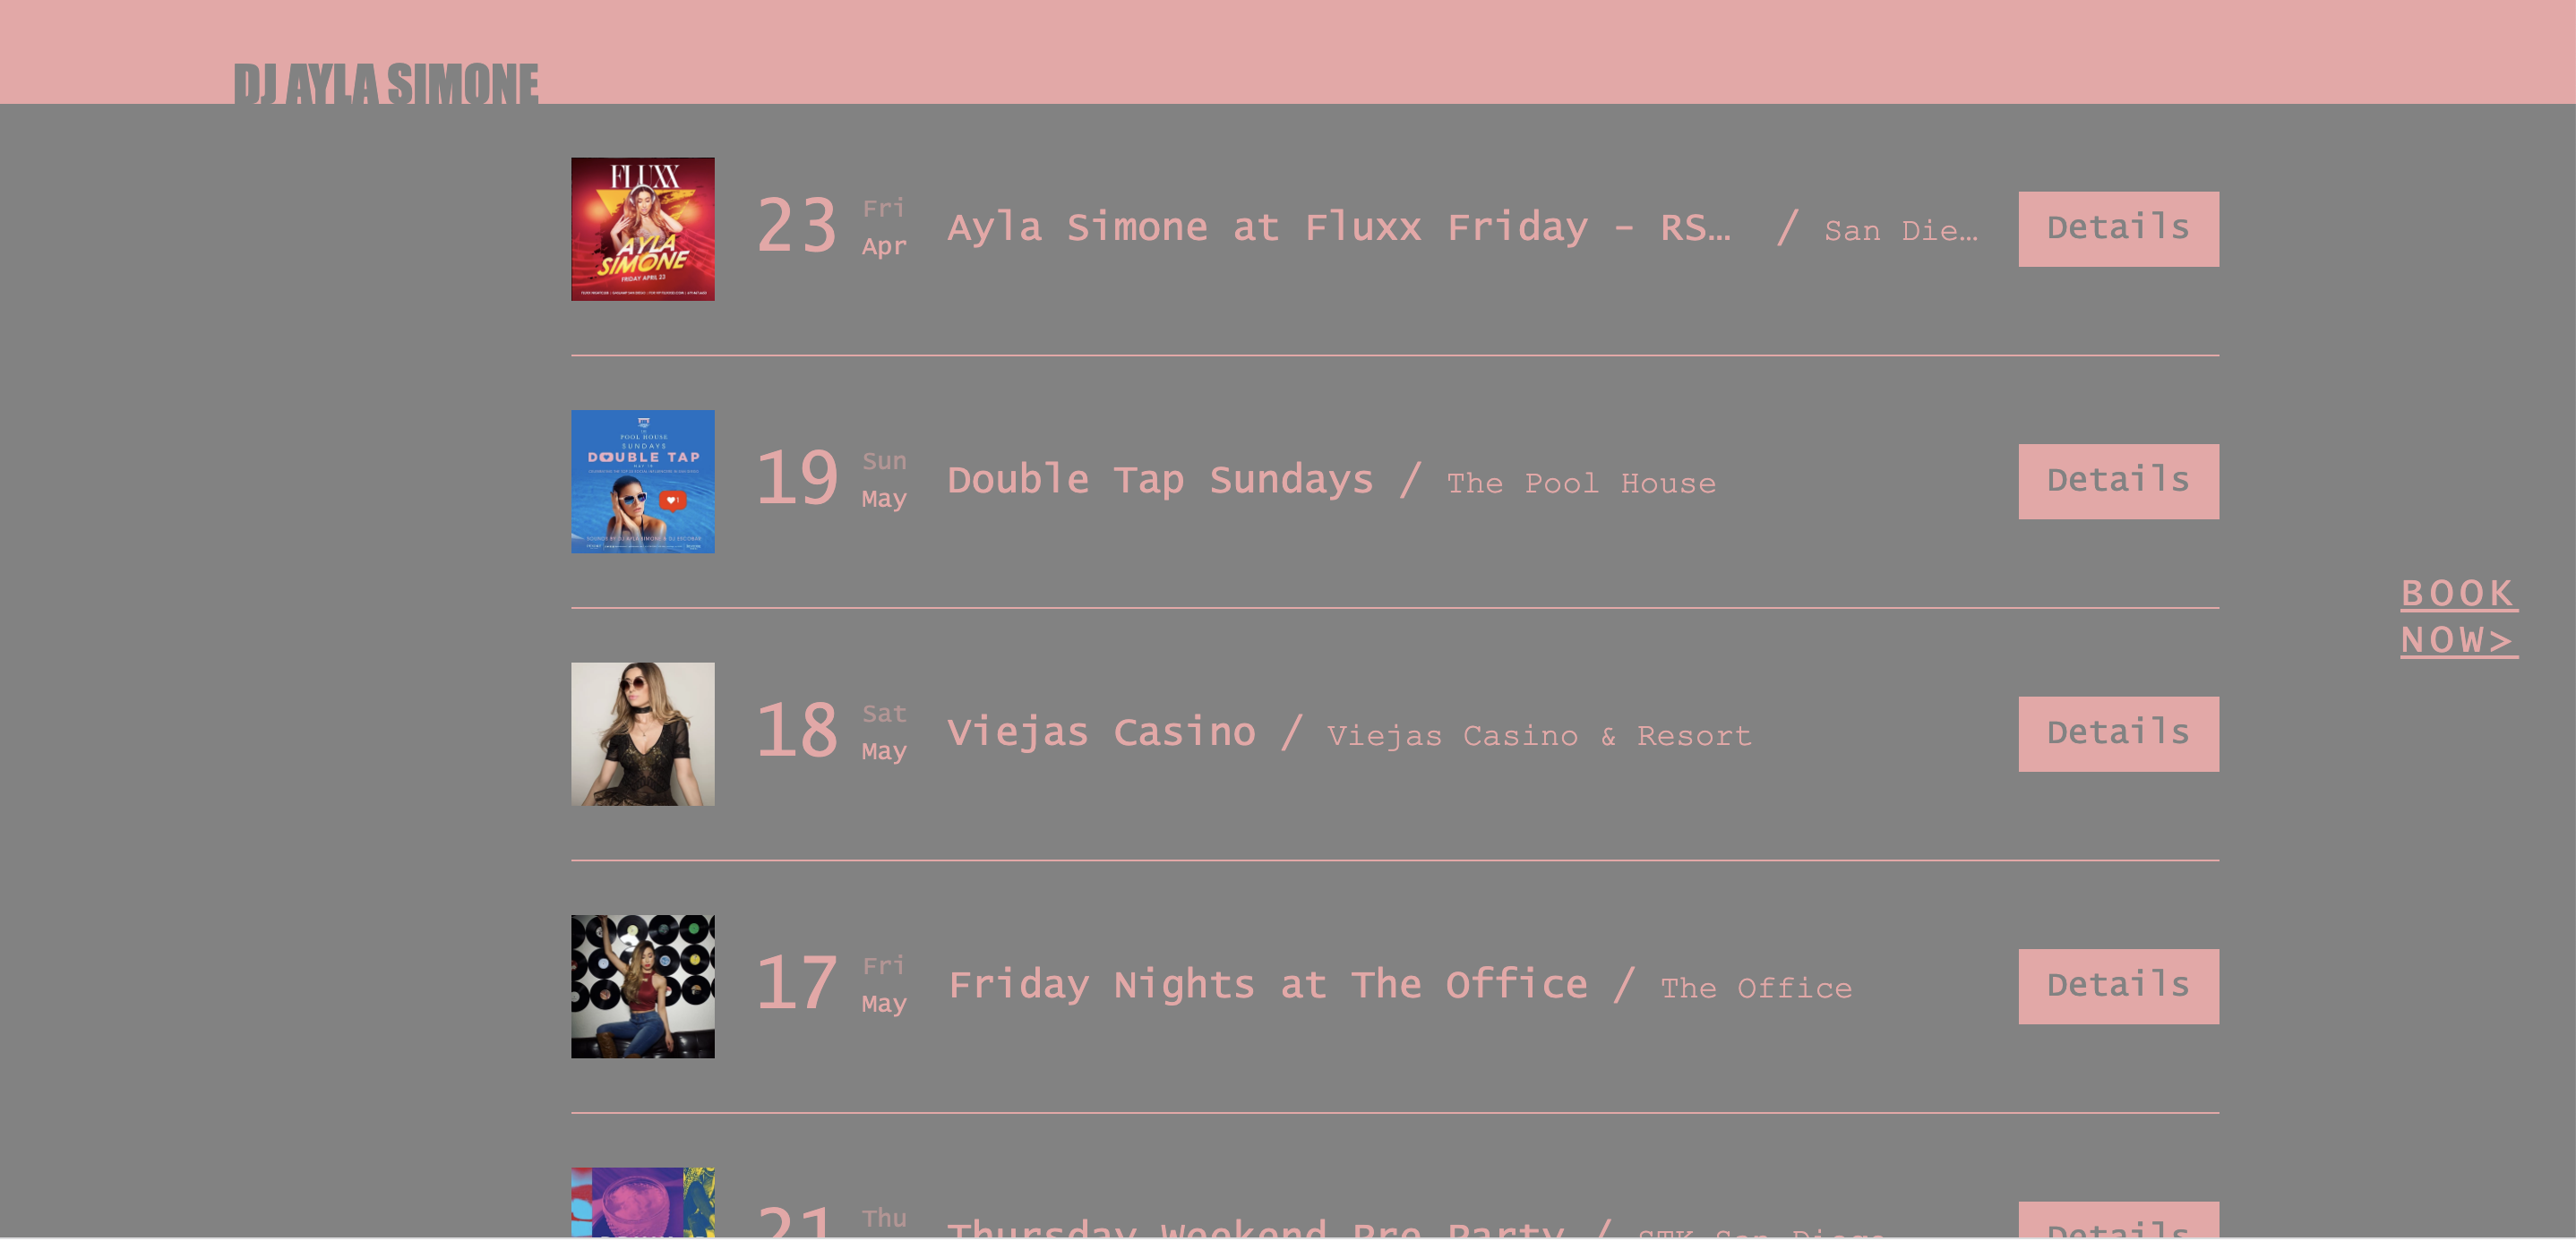 DJ AYLA SIMONE
FLUXX
AYLA
SIMONE
FRIDAY APRIL 23
23
Fri
Apr
Ayla Simone at Fluxx Friday - RS… / San Die…
Details
POOL HOUSE
SUNDAYS
DOUBLE TAP
19
Sun
May
Double Tap Sundays / The Pool House
Details
BOOK
NOW>
18
Sat
May
Viejas Casino / Viejas Casino & Resort
Details
17
Fri
May
Friday Nights at The Office / The Office
Details
21
Thu
Thursday Weekend Pre Party / STK San Diego
Details